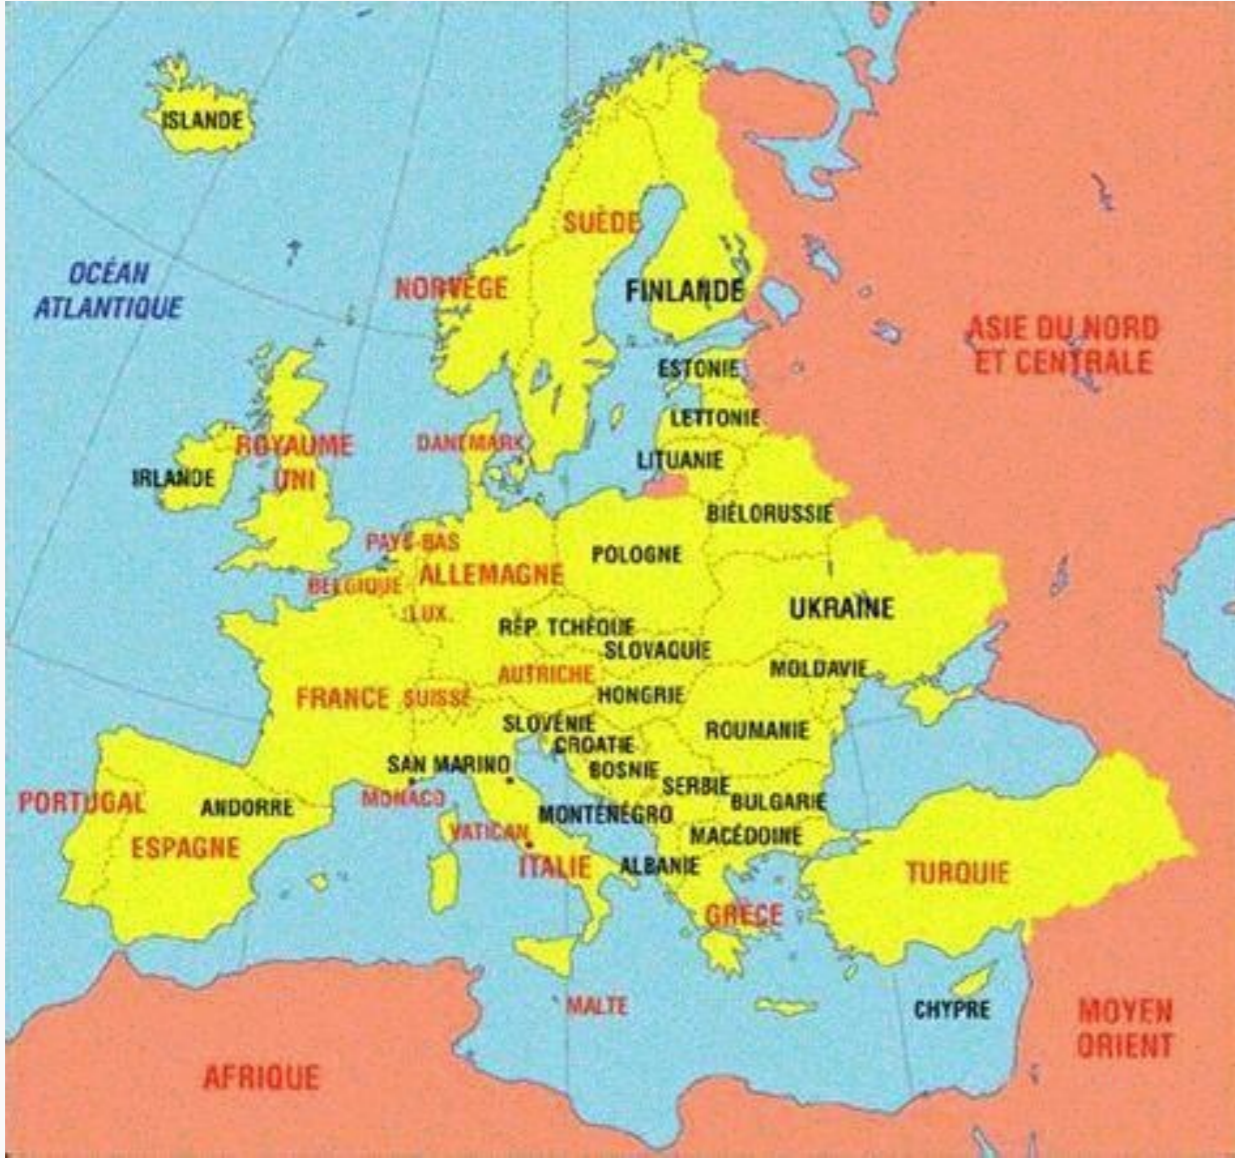 ISLANDE
SUÈDE
OCÉAN
ATLANTIQUE
NORVÈGE
FINLANDE
ASIE DU NORD
ET CENTRALE
ESTONIE
LETTONIE
ROYAUME
UNI
DANEMARK
LITUANIE
IRLANDE
BIÉLORUSSIE
PAYS-BAS
POLOGNE
BELGIQUE
ALLEMAGNE
LUX.
UKRAÏNE
RÉP. TCHÈQUE
SLOVAQUIE
AUTRICHE
MOLDAVIE
FRANCE
SUISSE
HONGRIE
SLOVÉNIE
ROUMANIE
CROATIE
SAN MARINO
BOSNIE
SERBIE
PORTUGAL
ANDORRE
MONACO
BULGARIE
MONTÉNÉGRO
VATICAN
MACÉDOINE
ESPAGNE
ITALIE
ALBANIE
TURQUIE
GRÈCE
MALTE
CHYPRE
MOYEN
ORIENT
AFRIQUE